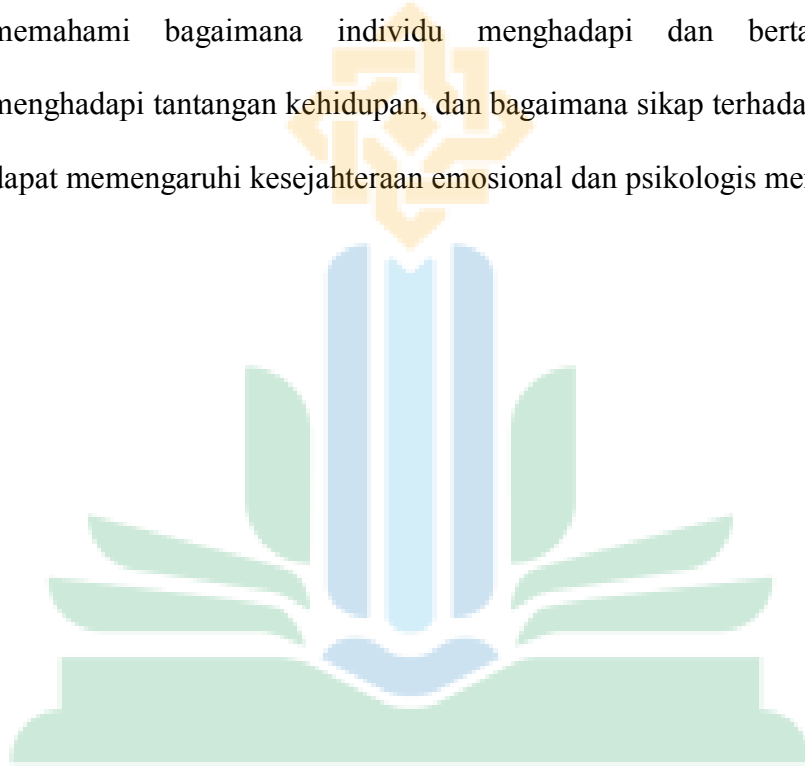 memahami bagaimana individu menghadapi dan berta
menghadapi tantangan kehidupan, dan bagaimana sikap terhada
dapat memengaruhi kesejahteraan emosional dan psikologis me